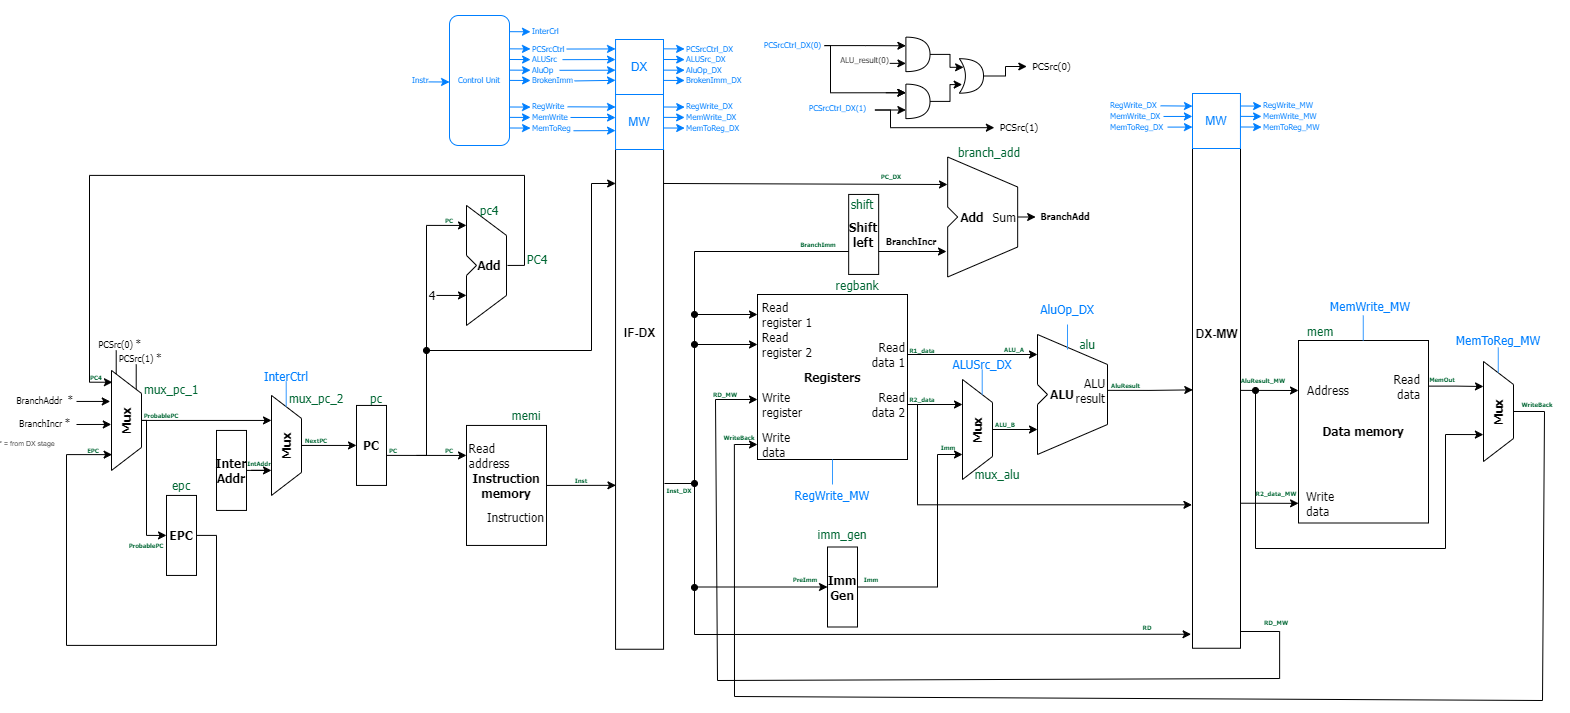 InterCrl
PCSrcCtrl
ALUSrc
AluOp
BrokenImm
RegWrite
MemWrite
MemToReg
Instr
Control Unit
DX
MW
PCSrcCtrl_DX
ALUSrc_DX
AluOp_DX
BrokenImm_DX
RegWrite_DX
MemWrite_DX
MemToReg_DX
PCSrcCtrl_DX(0)
ALU_result(0)
PCSrcCtrl_DX(1)
PCSrc(0)
PCSrc(1)
RegWrite_DX
MemWrite_DX
MemToReg_DX
MW
RegWrite_MW
MemWrite_MW
MemToReg_MW
branch_add
PC_DX
Add
Sum
BranchAdd
shift
Shift
left
BranchImm
BranchIncr
pc4
PC
Add
4
PC4
IF-DX
PCSrc(0) *
PCSrc(1) *
PC4
mux_pc_1
BranchAddr *
BranchIncr *
* = from DX stage
EPC
Mux
ProbablePC
InterCtrl
mux_pc_2
Mux
Inter
Addr
IntAddr
NextPC
epc
EPC
ProbablePC
pc
PC
PC
PC
memi
Read
address
Instruction
memory
Instruction
Inst
Inst_DX
regbank
Read
register 1
Read
register 2
Registers
Read
data 1
Read
data 2
Write
register
Write
data
RD_MW
WriteBack
RegWrite_MW
R1_data
ALU_A
R2_data
ALUSrc_DX
Mux
mux_alu
ALU_B
Imm
AluOp_DX
alu
ALU
ALU
result
AluResult
imm_gen
PreImm
Imm
Gen
Imm
RD
DX-MW
AluResult_MW
R2_data_MW
RD_MW
MemWrite_MW
mem
Address
Read
data
Data memory
Write
data
MemOut
MemToReg_MW
Mux
WriteBack